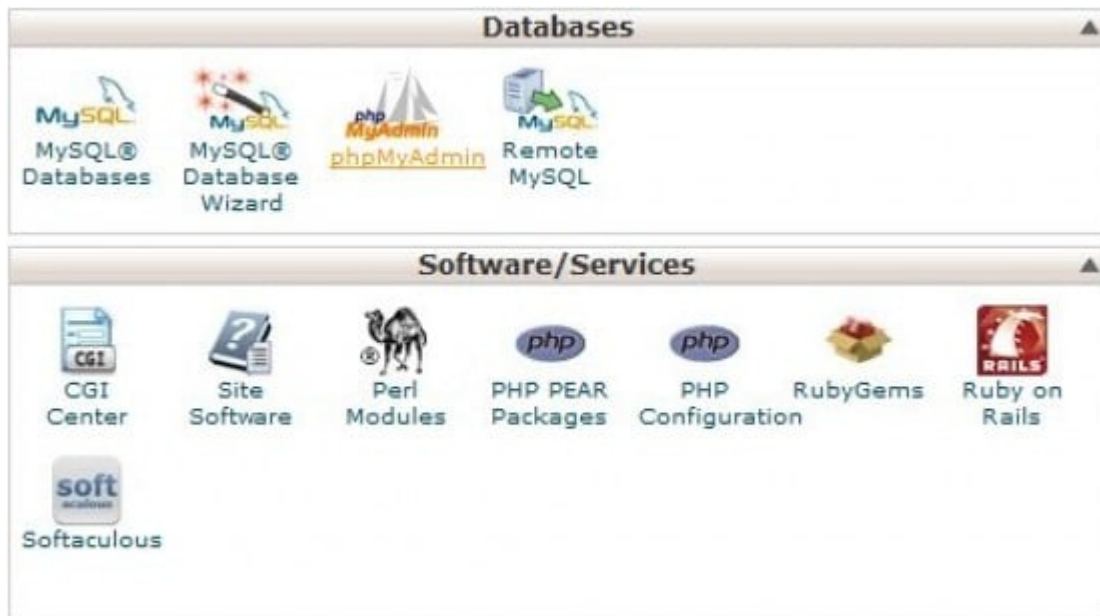 Databases
MySQL
MySQL
php
MyAdmin
MySQL
MySQL®
Databases
MySQL®
Database
Wizard
phpMyAdmin
Remote
MySQL
Software/Services
CGI
CGI
Center
?
Site
Software
®
Perl
Modules
php
PHP PEAR
Packages
php
PHP
Configuration
RubyGems
RAILS
Ruby on
Rails
soft
aculous
Softaculous